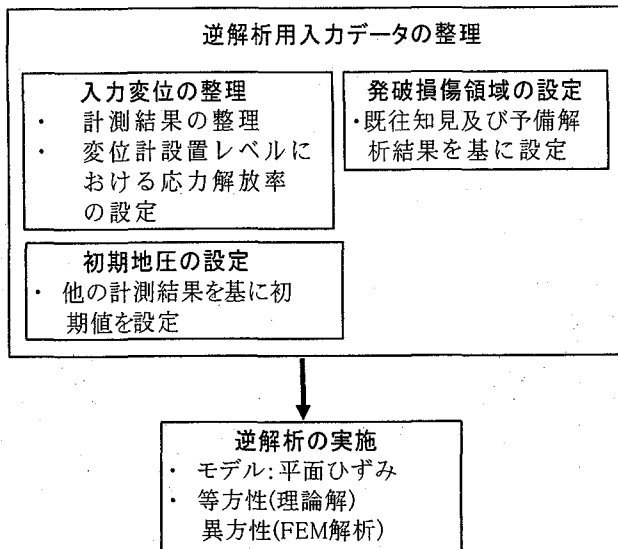 逆解析用入力データの整理
入力変位の整理
・ 計測結果の整理
・ 変位計設置レベルに
おける応力解放率
の設定
発破損傷領域の設定
・既往知見及び予備解
析結果を基に設定
初期地圧の設定
・ 他の計測結果を基に初
期値を設定
逆解析の実施
・ モデル:平面ひずみ
・ 等方性(理論解)
異方性(FEM解析)